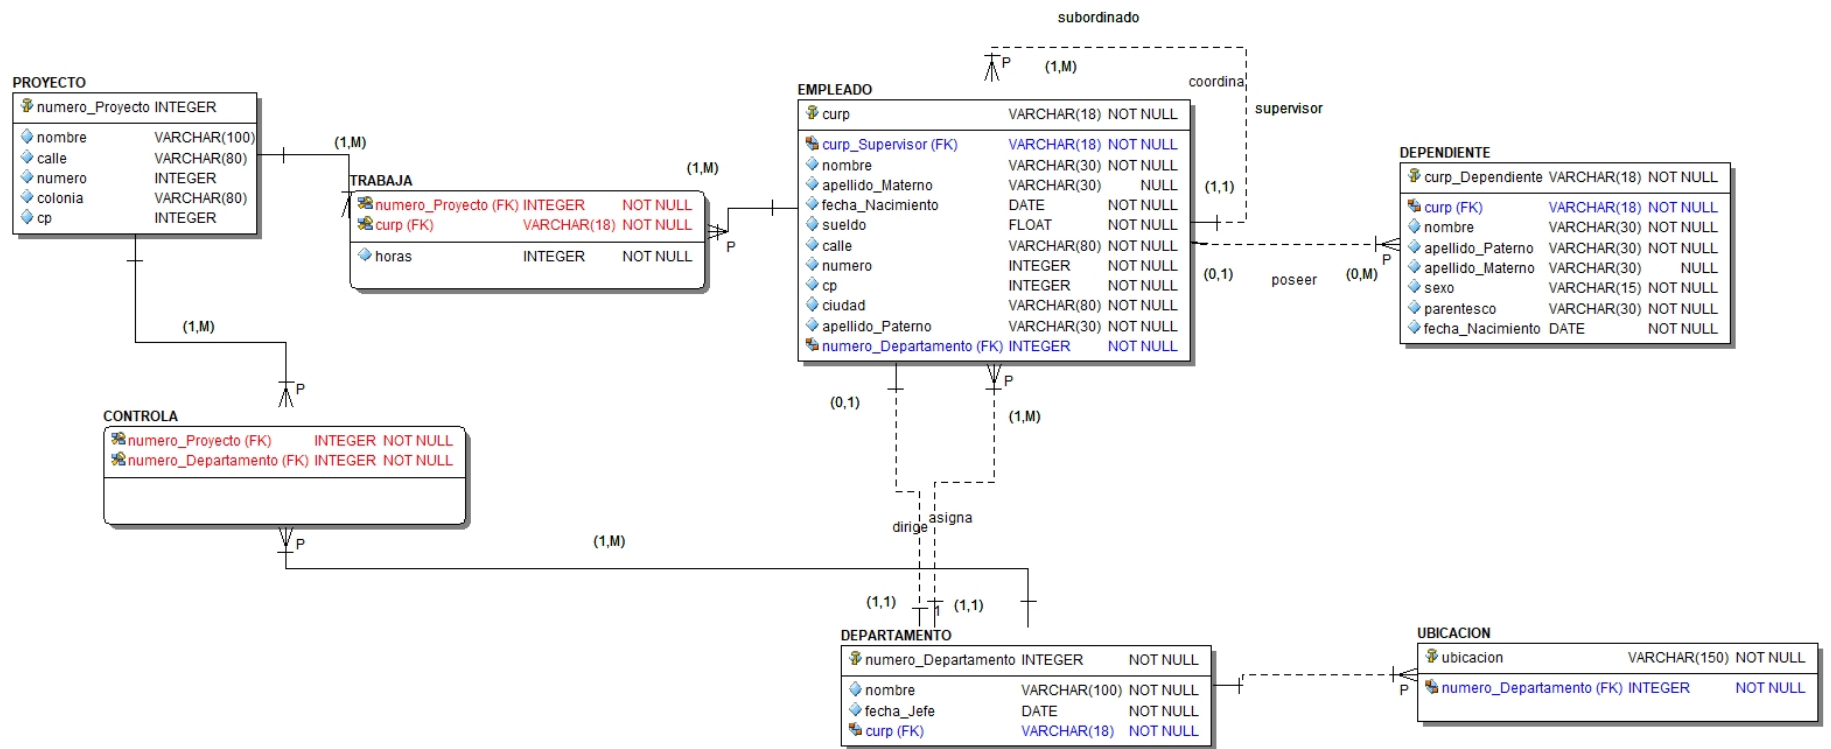 subordinado
P
(1,M)
coordina
supervisor
PROYECTO
numero_Proyecto INTEGER
nombre VARCHAR(100)
calle VARCHAR(80)
numero INTEGER
colonia VARCHAR(80)
cp INTEGER
(1,M)
TRABAJA
numero_Proyecto (FK) INTEGER NOT NULL
curp (FK) VARCHAR(18) NOT NULL
horas INTEGER NOT NULL
(1,M)
P
EMPLEADO
curp VARCHAR(18) NOT NULL
curp_Supervisor (FK) VARCHAR(18) NOT NULL
nombre VARCHAR(30) NOT NULL
apellido_Materno VARCHAR(30) NULL
fecha_Nacimiento DATE NOT NULL
sueldo FLOAT NOT NULL
calle VARCHAR(80) NOT NULL
numero INTEGER NOT NULL
cp INTEGER NOT NULL
ciudad VARCHAR(80) NOT NULL
apellido_Paterno VARCHAR(30) NOT NULL
numero_Departamento (FK) INTEGER NOT NULL
(1,1)
(0,1)
poseer
(0,M)
P
DEPENDIENTE
curp_Dependiente VARCHAR(18) NOT NULL
curp (FK) VARCHAR(18) NOT NULL
nombre VARCHAR(30) NOT NULL
apellido_Paterno VARCHAR(30) NOT NULL
apellido_Materno VARCHAR(30) NULL
sexo VARCHAR(15) NOT NULL
parentesco VARCHAR(30) NOT NULL
fecha_Nacimiento DATE NOT NULL
(1,M)
P
CONTROLA
numero_Proyecto (FK) INTEGER NOT NULL
numero_Departamento (FK) INTEGER NOT NULL
P
(1,M)
(0,1)
P
(1,M)
dirige
asigna
(1,1)
1
(1,1)
DEPARTAMENTO
numero_Departamento INTEGER NOT NULL
nombre VARCHAR(100) NOT NULL
fecha_Jefe DATE NOT NULL
curp (FK) VARCHAR(18) NOT NULL
P
UBICACION
ubicacion VARCHAR(150) NOT NULL
numero_Departamento (FK) INTEGER NOT NULL